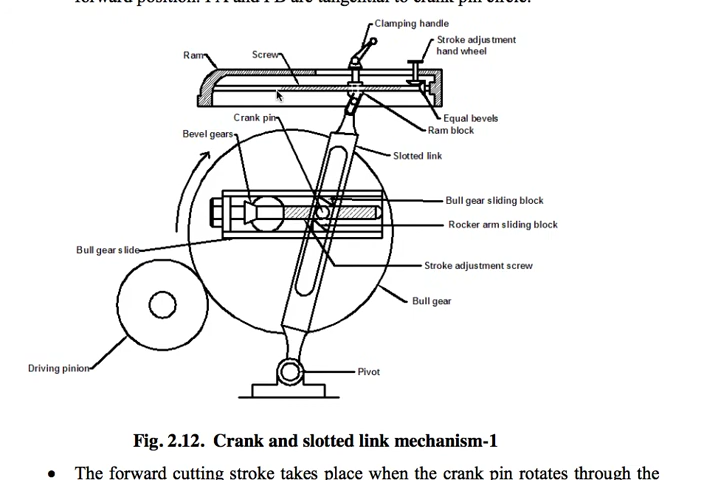 forward position. PA and PB are tangential to crank pin circle.
Clamping handle
Stroke adjustment
hand wheel
Ram
Screw
Equal bevels
Crank pin
Ram block
Bevel gears
Slotted link
Bull gear sliding block
Rocker arm sliding block
Bull gear slide
Stroke adjustment screw
Bull gear
Driving pinion
Pivot
Fig. 2.12. Crank and slotted link mechanism-1
• The forward cutting stroke takes place when the crank pin rotates through the